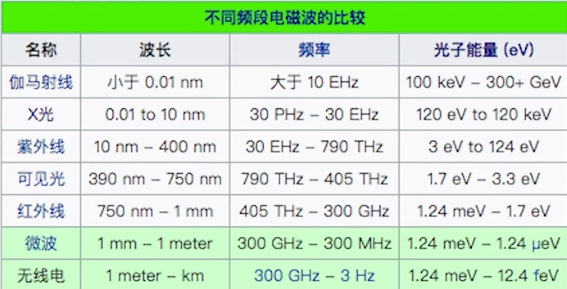 不同频段电磁波的比较
名称 波长 频率 光子能量 (eV)
伽马射线 小于 0.01 nm 大于 10 EHz 100 keV – 300+ GeV
X光 0.01 to 10 nm 30 PHz – 30 EHz 120 eV to 120 keV
紫外线 10 nm – 400 nm 30 EHz – 790 THz 3 eV to 124 eV
可见光 390 nm – 750 nm 790 THz – 405 THz 1.7 eV – 3.3 eV
红外线 750 nm – 1 mm 405 THz – 300 GHz 1.24 meV – 1.7 eV
微波 1 mm – 1 meter 300 GHz – 300 MHz 1.24 meV – 1.24 μeV
无线电 1 meter – km 300 GHz – 3 Hz 1.24 meV – 12.4 feV